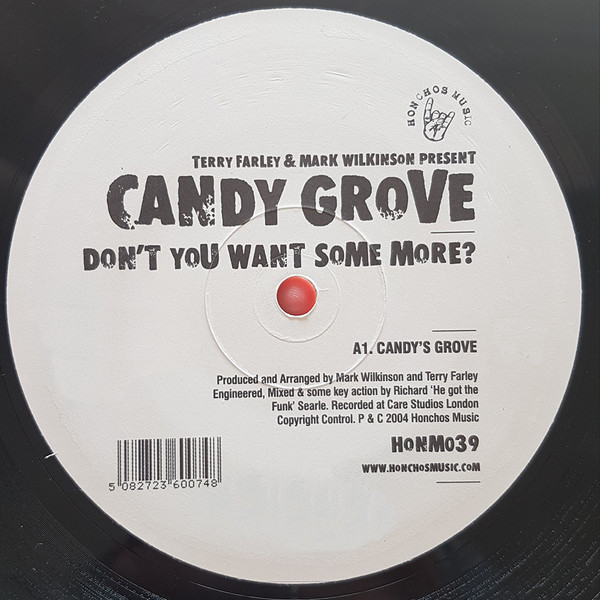 HONCHOS MUSIC
TERRY FARLEY & MARK WILKINSON PRESENT
CANDY GROVE
DON'T YOU WANT SOME MORE?
A1. CANDY'S GROVE
Produced and Arranged by Mark Wilkinson and Terry Farley
Engineered, Mixed & some key action by Richard 'He got the
Funk' Searle. Recorded at Care Studios London
Copyright Control. P & C 2004 Honchos Music
HONMO39
WWW.HONCHOSMUSIC.COM
5 082723 600748